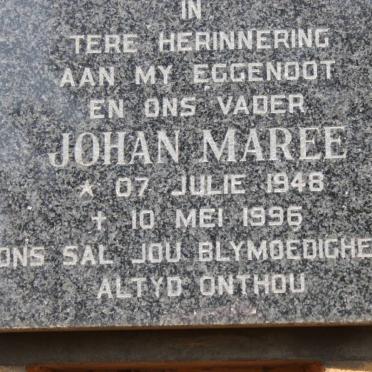 IN
TERE HERINNERING
AAN MY EGGENOOT
EN ONS VADER
JOHAN MAREE
* 07 JULIE 1948
† 10 MEI 1996
ONS SAL JOU BLYMOEDIGHE
ALTYD ONTHOU